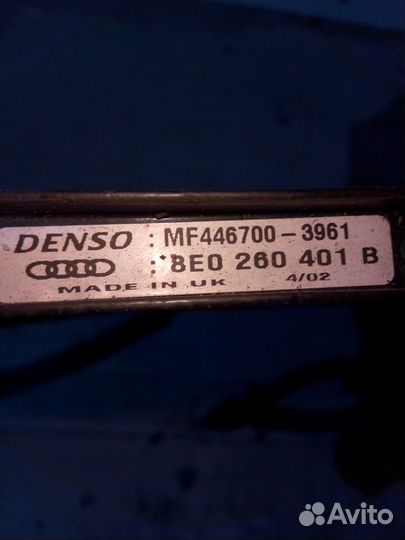 DENSO : MF446700-3961
: 8E0 260 401 B
MADE IN UK 4/02
Avito